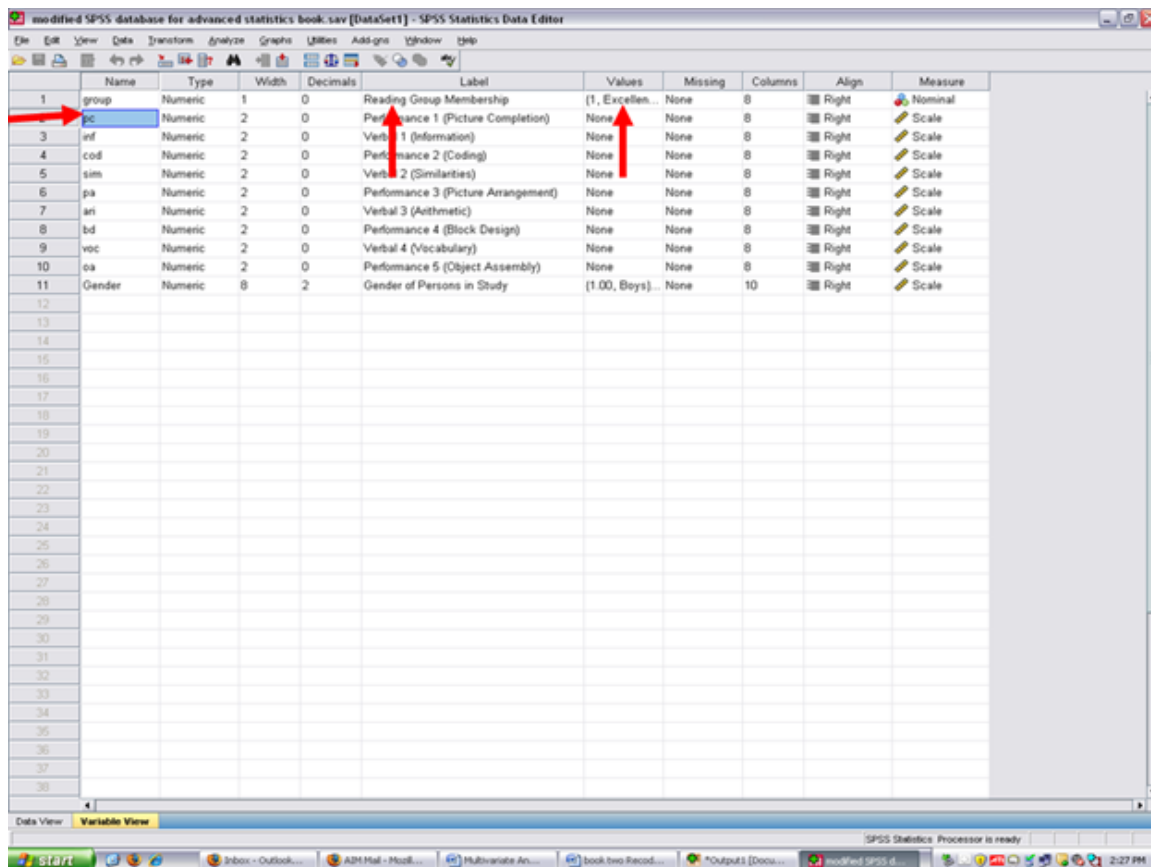 modified SPSS database for advanced statistics book.sav [DataSet1] - SPSS Statistics Data Editor
File Edit View Data Transform Analyze Graphs Utilities Add-ons Window Help
Name Type Width Decimals Label Values Missing Columns Align Measure
1 group Numeric 1 0 Reading Group Membership {1, Excellen... None 8 Right Nominal
pc Numeric 2 0 Performance 1 (Picture Completion) None None 8 Right Scale
3 inf Numeric 2 0 Verbal 1 (Information) None None 8 Right Scale
4 cod Numeric 2 0 Performance 2 (Coding) None None 8 Right Scale
5 sim Numeric 2 0 Verbal 2 (Similarities) None None 8 Right Scale
6 pa Numeric 2 0 Performance 3 (Picture Arrangement) None None 8 Right Scale
7 ari Numeric 2 0 Verbal 3 (Arithmetic) None None 8 Right Scale
8 bd Numeric 2 0 Performance 4 (Block Design) None None 8 Right Scale
9 voc Numeric 2 0 Verbal 4 (Vocabulary) None None 8 Right Scale
10 oa Numeric 2 0 Performance 5 (Object Assembly) None None 8 Right Scale
11 Gender Numeric 8 2 Gender of Persons in Study {1.00, Boys}... None 10 Right Scale
12
13
14
15
16
17
18
19
20
21
22
23
24
25
26
27
28
29
30
31
32
33
34
35
36
37
38
Data View Variable View
SPSS Statistics Processor is ready
start Inbox - Outlook... AIM Mail - Mozill... Multivariate An... book two Recod... *Output1 [Docu... modified SPSS d... 2:27 PM